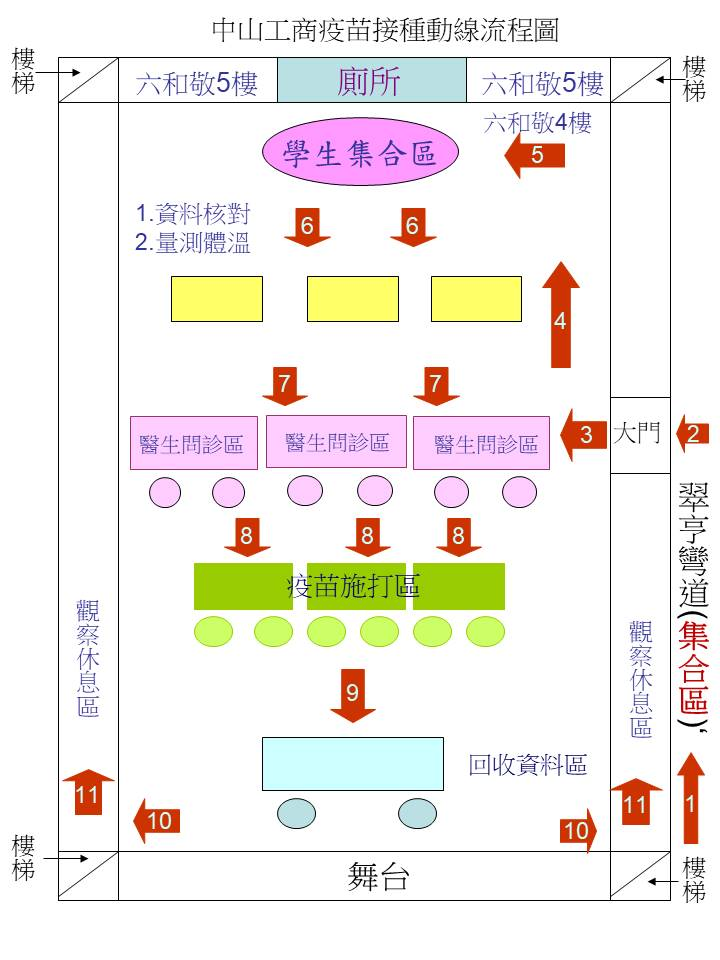 中山工商疫苗接種動線流程圖
樓梯
樓梯
六和敬5樓
廁所
六和敬5樓
六和敬4樓
學生集合區
5
1.資料核對
2.量測體溫
6
6
4
7
7
醫生問診區
醫生問診區
醫生問診區
3
大門
2
8
8
8
疫苗施打區
翠亨彎道(集合區)‘
觀察休息區
觀察休息區
9
回收資料區
11
10
10
11
1
樓梯
舞台
樓梯